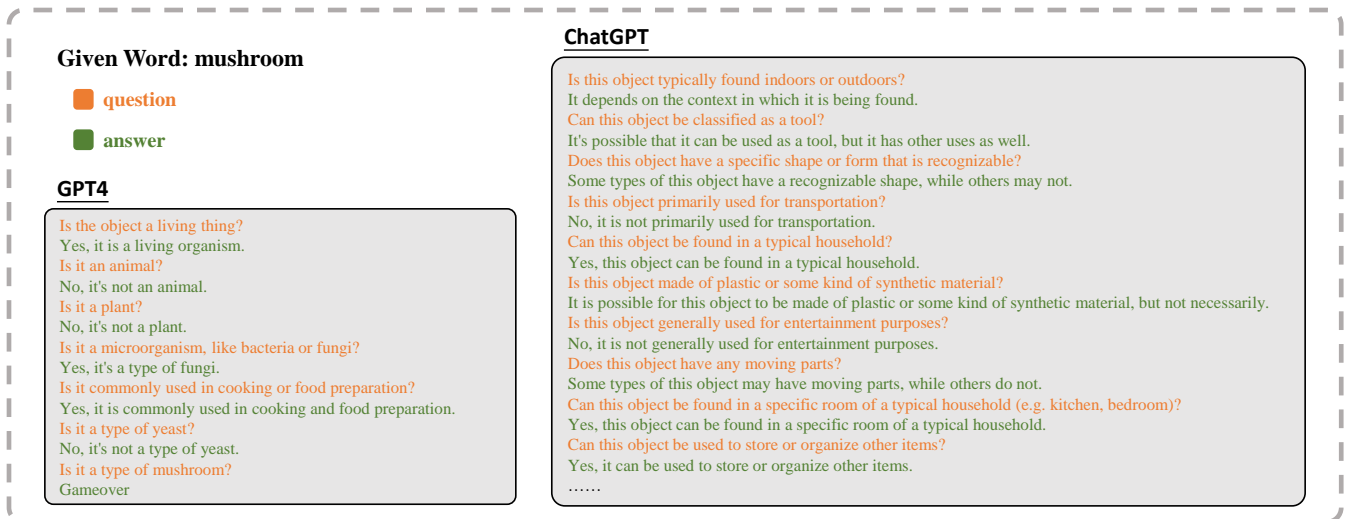 Given Word: mushroom
question
answer
GPT4
Is the object a living thing?
Yes, it is a living organism.
Is it an animal?
No, it's not an animal.
Is it a plant?
No, it's not a plant.
Is it a microorganism, like bacteria or fungi?
Yes, it's a type of fungi.
Is it commonly used in cooking or food preparation?
Yes, it is commonly used in cooking and food preparation.
Is it a type of yeast?
No, it's not a type of yeast.
Is it a type of mushroom?
Gameover
ChatGPT
Is this object typically found indoors or outdoors?
It depends on the context in which it is being found.
Can this object be classified as a tool?
It's possible that it can be used as a tool, but it has other uses as well.
Does this object have a specific shape or form that is recognizable?
Some types of this object have a recognizable shape, while others may not.
Is this object primarily used for transportation?
No, it is not primarily used for transportation.
Can this object be found in a typical household?
Yes, this object can be found in a typical household.
Is this object made of plastic or some kind of synthetic material?
It is possible for this object to be made of plastic or some kind of synthetic material, but not necessarily.
Is this object generally used for entertainment purposes?
No, it is not generally used for entertainment purposes.
Does this object have any moving parts?
Some types of this object may have moving parts, while others do not.
Can this object be found in a specific room of a typical household (e.g. kitchen, bedroom)?
Yes, this object can be found in a specific room of a typical household.
Can this object be used to store or organize other items?
Yes, it can be used to store or organize other items.
……